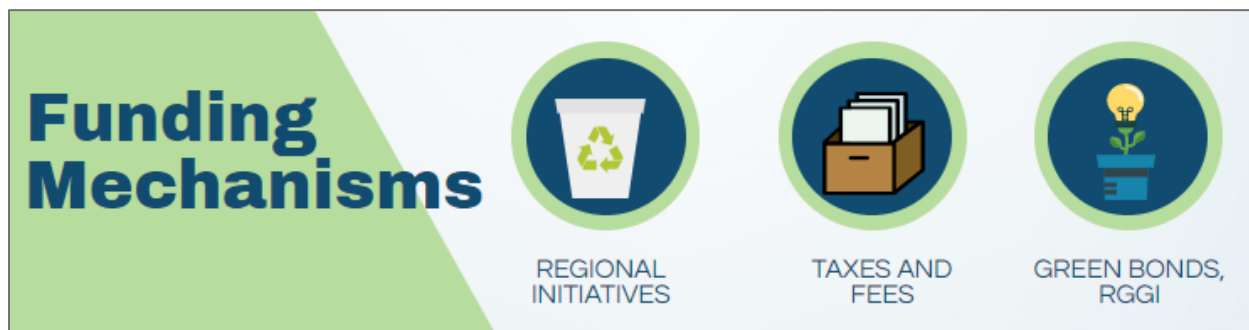 Funding
Mechanisms
REGIONAL
INITIATIVES
TAXES AND
FEES
GREEN BONDS,
RGGI